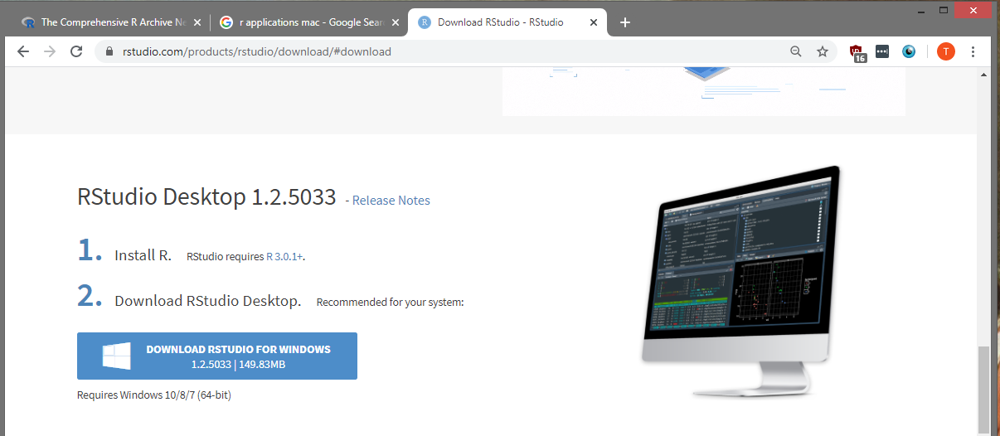 The Comprehensive R Archive Ne
r applications mac - Google Sear
Download RStudio - RStudio
rstudio.com/products/rstudio/download/#download
16
T
RStudio Desktop 1.2.5033 - Release Notes
1. Install R. RStudio requires R 3.0.1+.
2. Download RStudio Desktop. Recommended for your system:
DOWNLOAD RSTUDIO FOR WINDOWS
1.2.5033 | 149.83MB
Requires Windows 10/8/7 (64-bit)